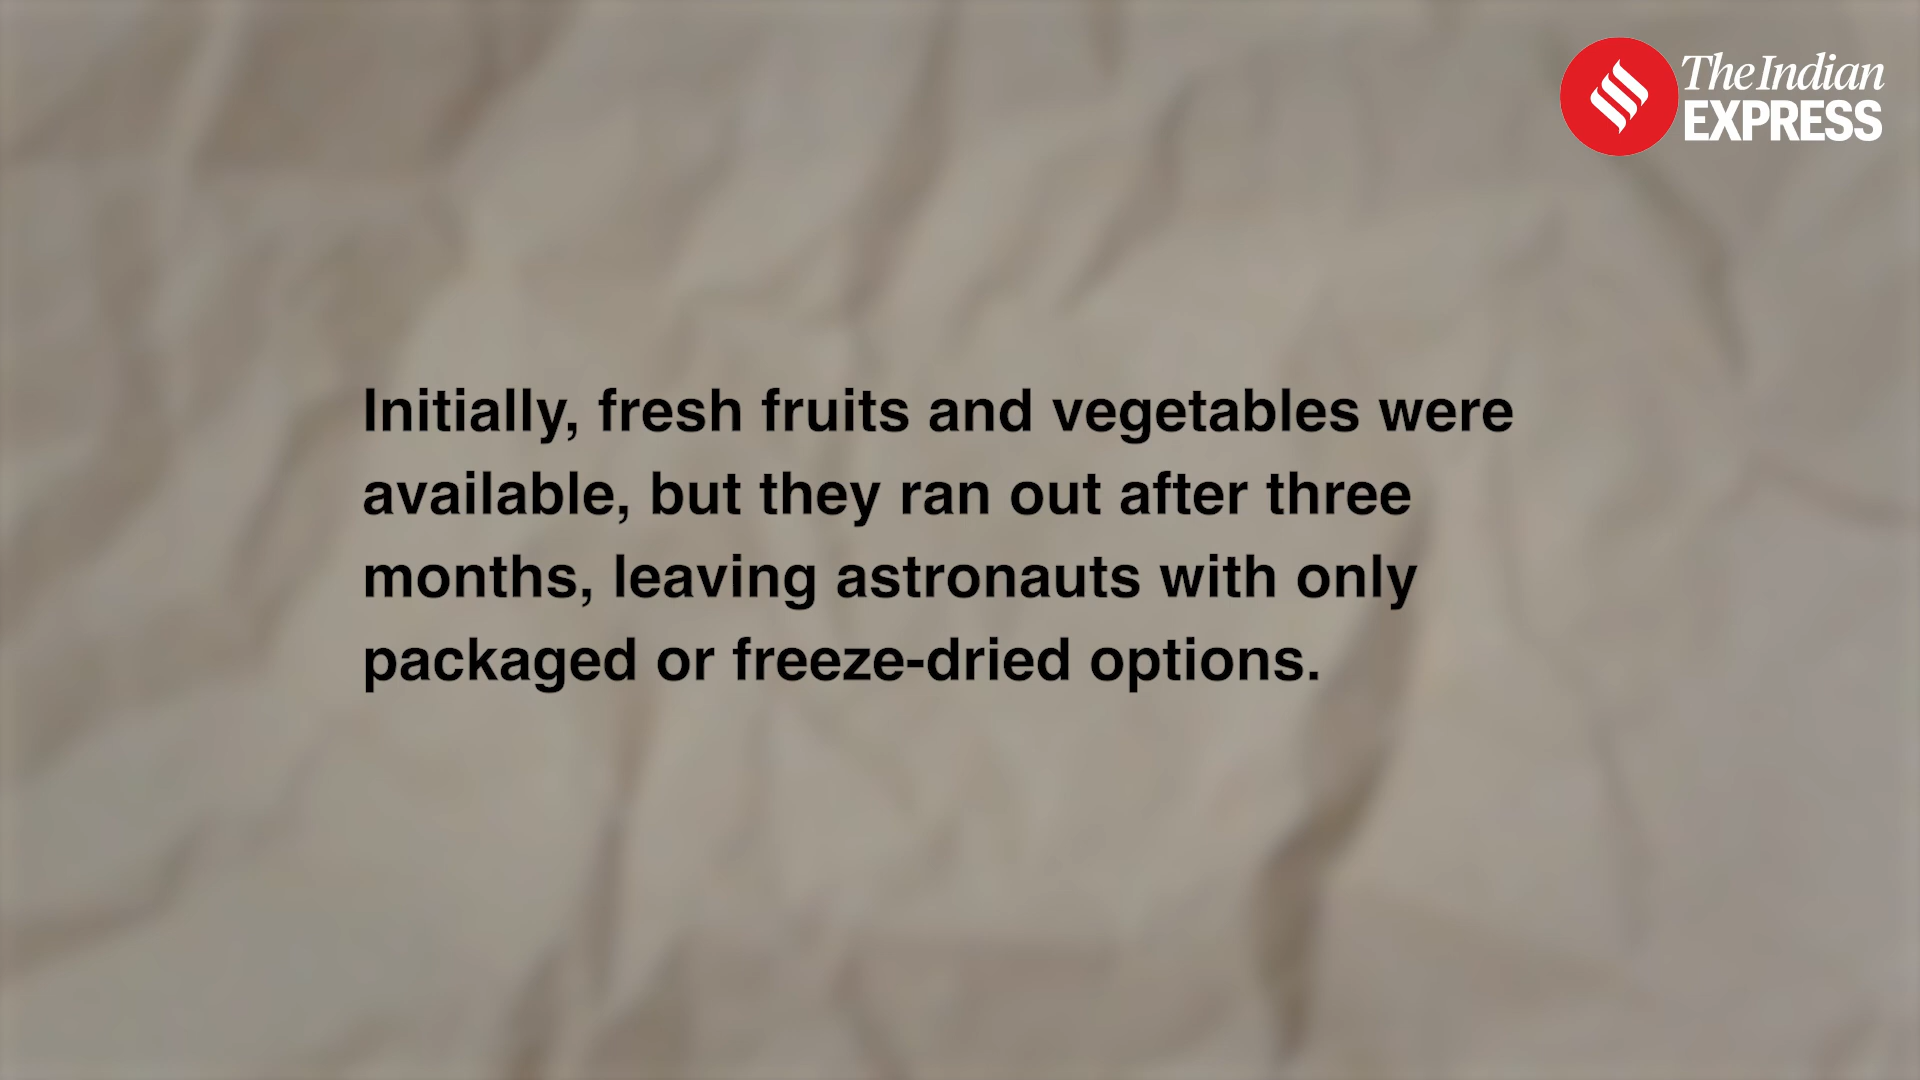 The Indian
EXPRESS
Initially, fresh fruits and vegetables were
available, but they ran out after three
months, leaving astronauts with only
packaged or freeze-dried options.